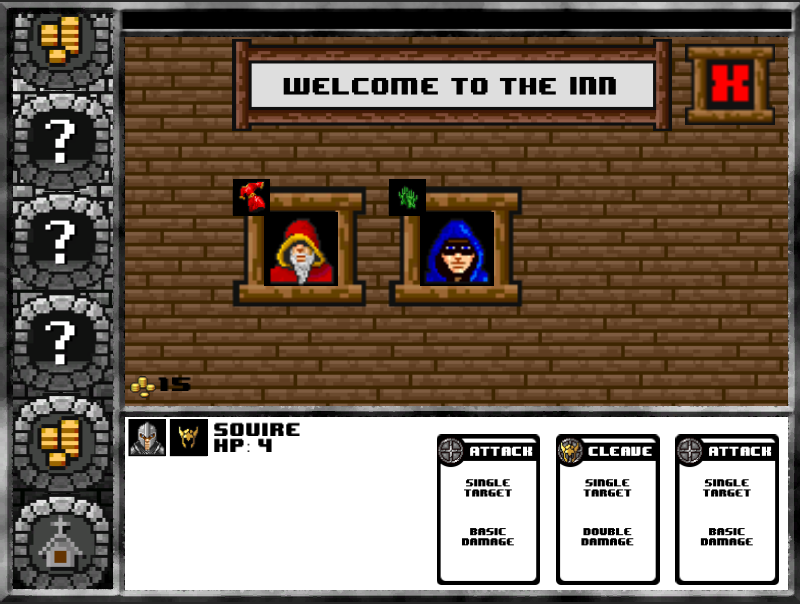 WELCOME TO THE INN
X
?
?
?
15
SQUIRE
HP: 4
ATTACK
SINGLE
TARGET
BASIC
DAMAGE
CLEAVE
SINGLE
TARGET
DOUBLE
DAMAGE
ATTACK
SINGLE
TARGET
BASIC
DAMAGE